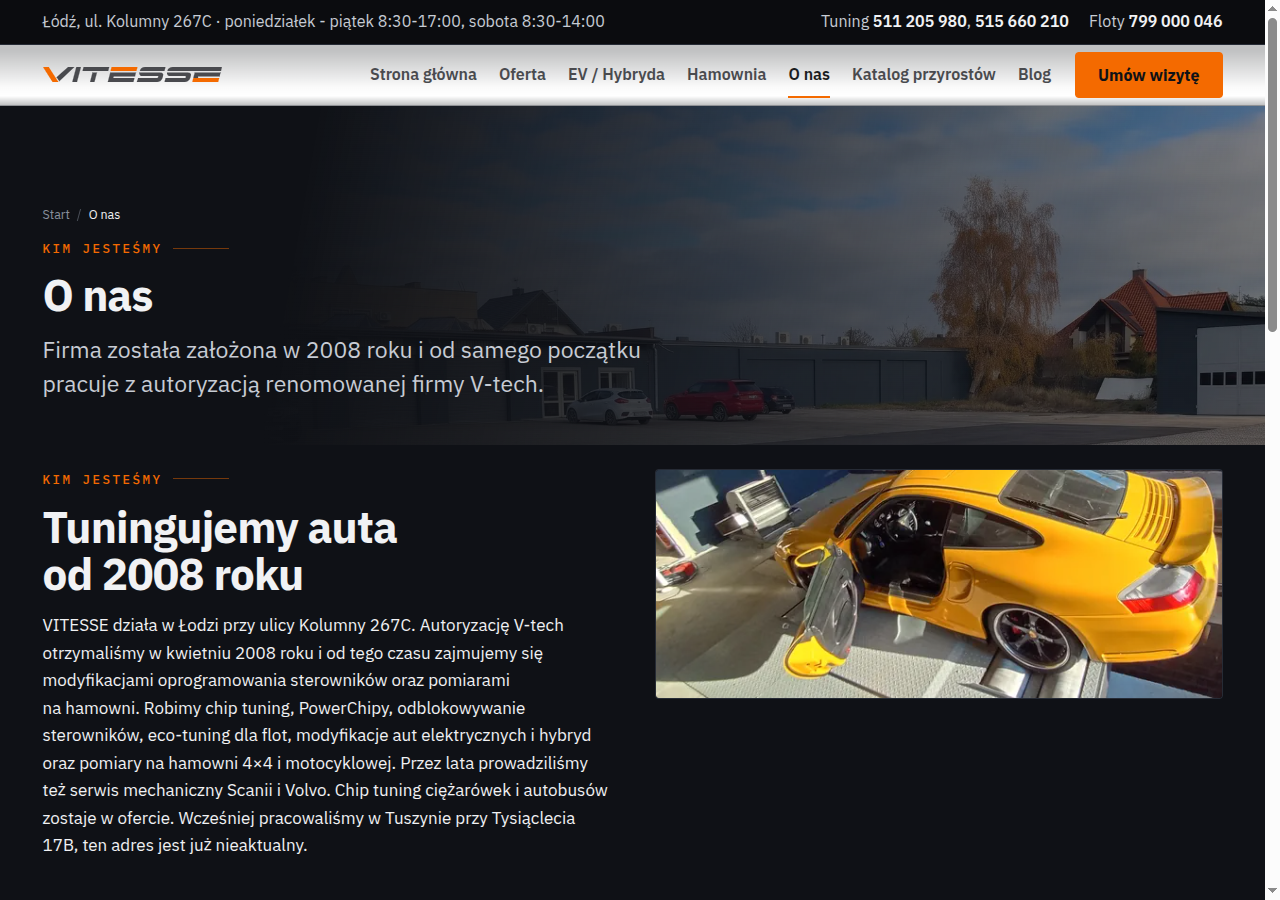 Łódź, ul. Kolumny 267C · poniedziałek - piątek 8:30-17:00, sobota 8:30-14:00
Tuning 511 205 980, 515 660 210 Floty 799 000 046
VITESSE
Strona główna Oferta EV / Hybryda Hamownia O nas Katalog przyrostów Blog Umów wizytę
Start / O nas
KIM JESTEŚMY
O nas
Firma została założona w 2008 roku i od samego początku
pracuje z autoryzacją renomowanej firmy V-tech.
KIM JESTEŚMY
Tuningujemy auta
od 2008 roku
VITESSE działa w Łodzi przy ulicy Kolumny 267C. Autoryzację V-tech
otrzymaliśmy w kwietniu 2008 roku i od tego czasu zajmujemy się
modyfikacjami oprogramowania sterowników oraz pomiarami
na hamowni. Robimy chip tuning, PowerChipy, odblokowywanie
sterowników, eco-tuning dla flot, modyfikacje aut elektrycznych i hybryd
oraz pomiary na hamowni 4×4 i motocyklowej. Przez lata prowadziliśmy
też serwis mechaniczny Scanii i Volvo. Chip tuning ciężarówek i autobusów
zostaje w ofercie. Wcześniej pracowaliśmy w Tuszynie przy Tysiąclecia
17B, ten adres jest już nieaktualny.